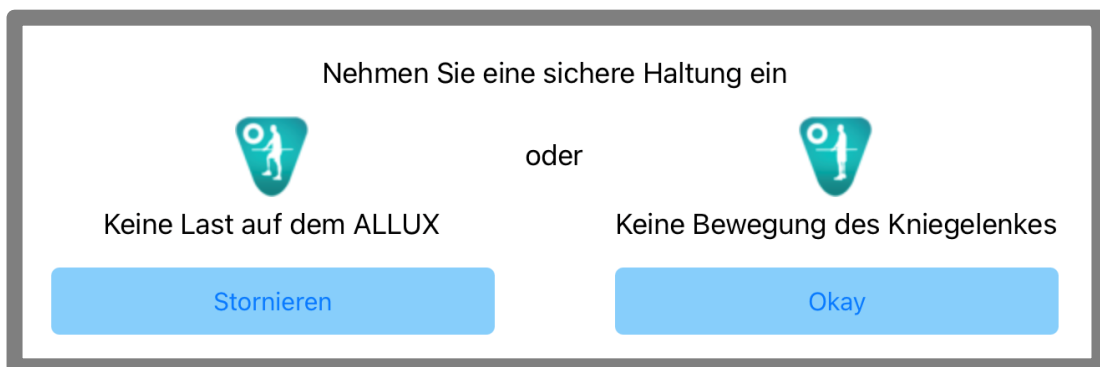 Nehmen Sie eine sichere Haltung ein
oder
Keine Last auf dem ALLUX
Keine Bewegung des Kniegelenkes
Stornieren
Okay